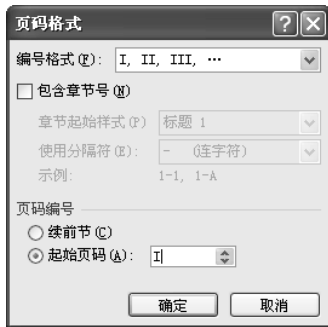 页码格式
编号格式(F): I, II, III, …
包含章节号(N)
章节起始样式(P) 标题 1
使用分隔符(E): - (连字符)
示例: 1-1, 1-A
页码编号
续前节(C)
起始页码(A): I
确定 取消